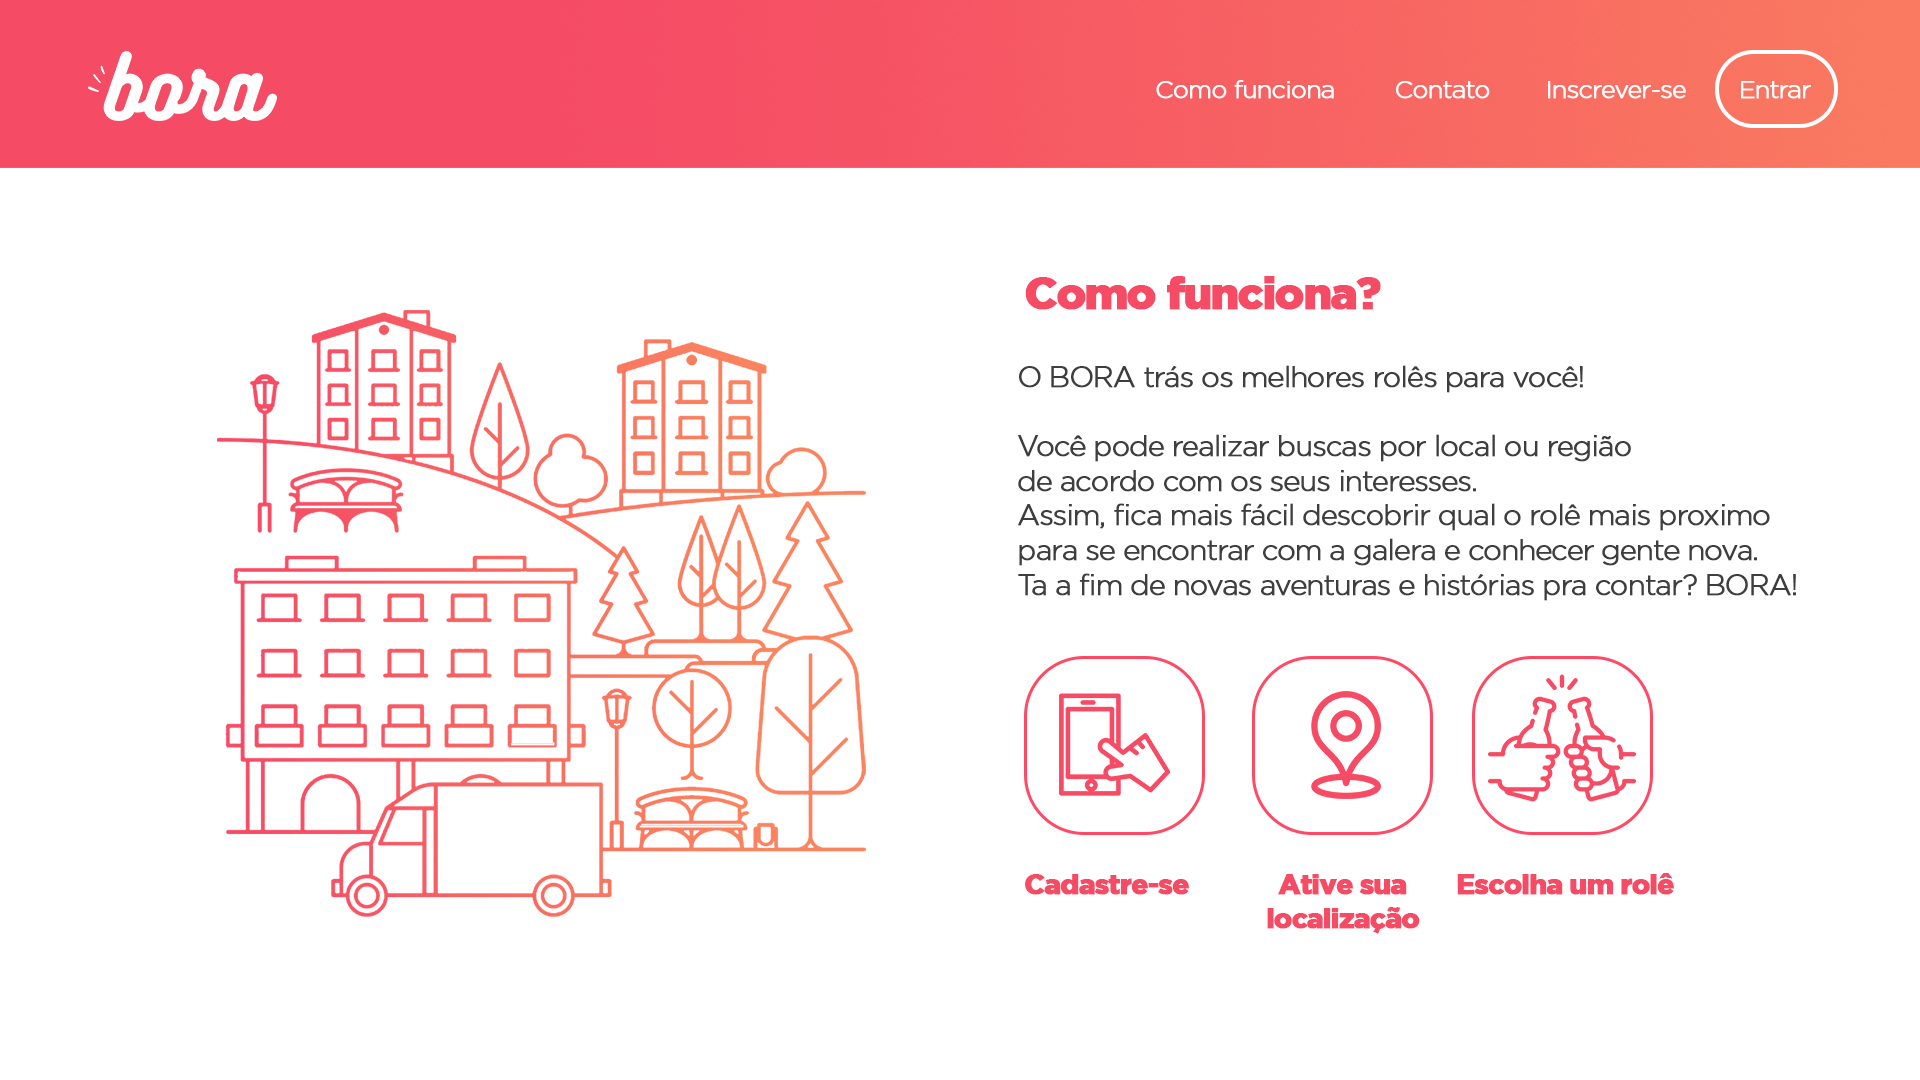 bora
Como funciona
Contato
Inscrever-se
Entrar
Como funciona?
O BORA trás os melhores rolês para você!
Você pode realizar buscas por local ou região
de acordo com os seus interesses.
Assim, fica mais fácil descobrir qual o rolê mais proximo
para se encontrar com a galera e conhecer gente nova.
Ta a fim de novas aventuras e histórias pra contar? BORA!
Cadastre-se
Ative sua
localização
Escolha um rolê